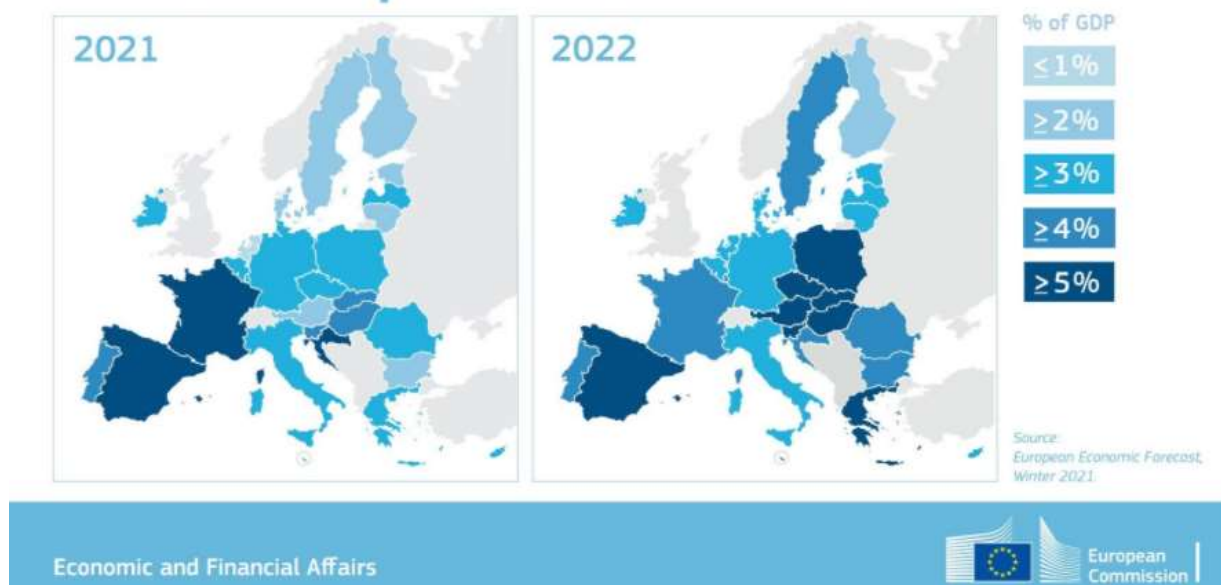 2021
2022
% of GDP
≤1%
≥2%
≥3%
≥4%
≥5%
Source:
European Economic Forecast,
Winter 2021
Economic and Financial Affairs
European
Commission